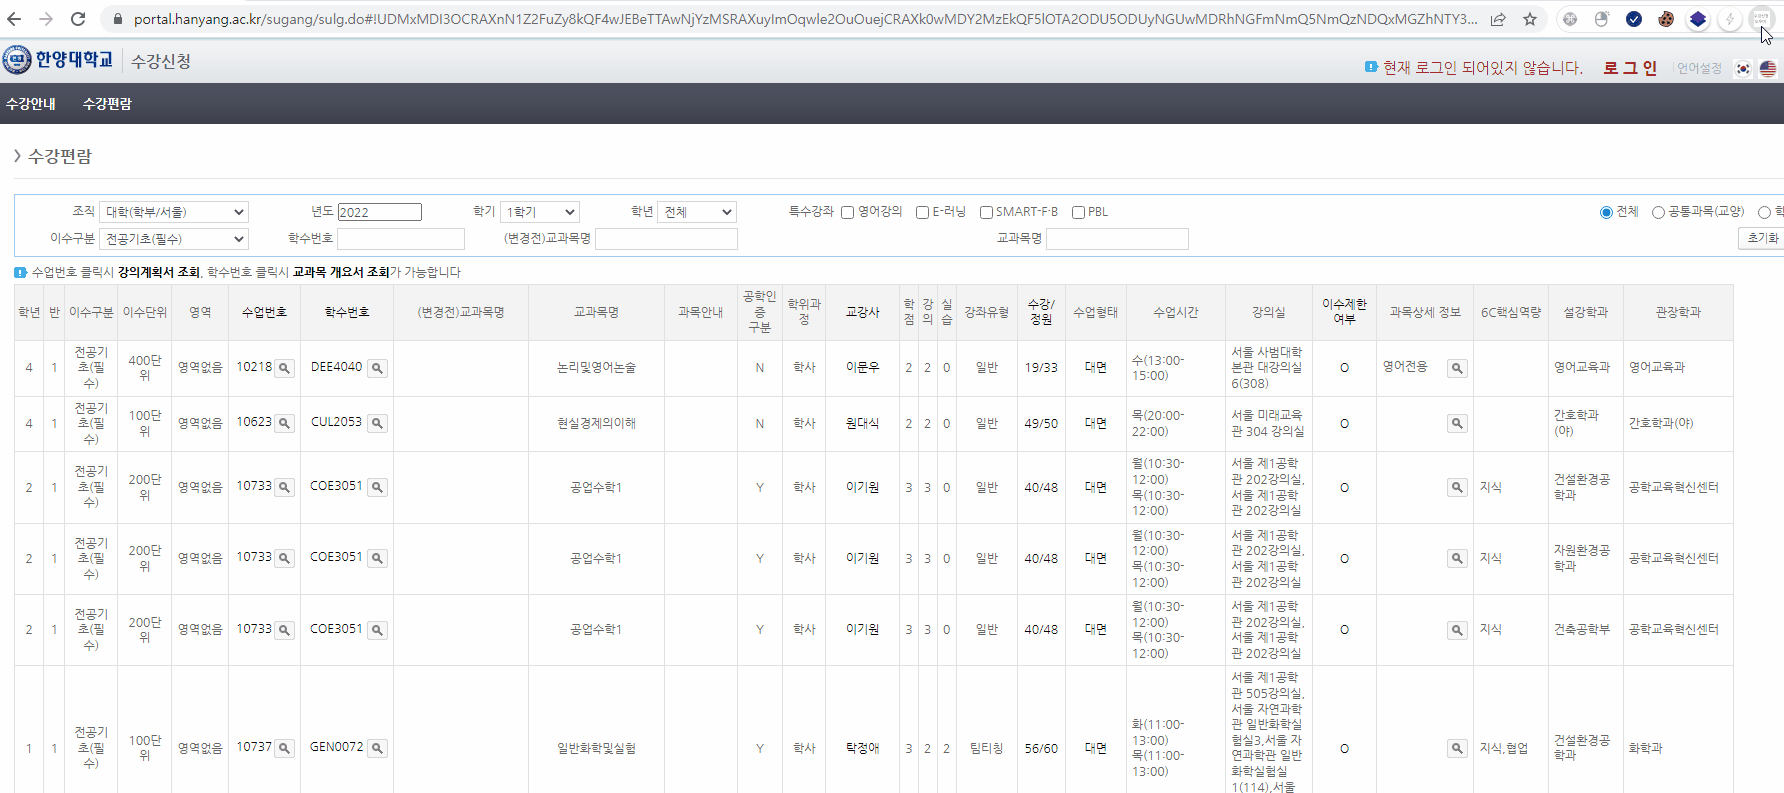 portal.hanyang.ac.kr/sugang/sulg.do#!UDMxMDI3OCRAXnN1Z2FuZy8kQF4wJEBeTTAwNjYzMSRAXuyImOqwle2OuOuejCRAXk0wMDY2MzEkQF5lOTA2ODU5ODUyNGUwMDRhNGFmNmQ5NmQzNDQxMGZhNTY3...
한양대학교 수강신청
현재 로그인 되어있지 않습니다. 로그인 언어설정
수강안내 수강편람
수강편람
조직 대학(학부/서울) 년도 2022 학기 1학기 학년 전체 특수강좌 영어강의 E-러닝 SMART-F·B PBL 전체 공통과목(교양)
이수구분 전공기초(필수) 학수번호 (변경전)교과목명 교과목명 초기화
수업번호 클릭시 강의계획서 조회, 학수번호 클릭시 교과목 개요서 조회가 가능합니다
학년 반 이수구분 이수단위 영역 수업번호 학수번호 (변경전)교과목명 교과목명 과목안내 공학인증구분 학위과정 교강사 학점 강의 실습 강좌유형 수강/정원 수업형태 수업시간 강의실 이수제한여부 과목상세 정보 6C핵심역량 설강학과 관장학과
4 1 전공기초(필수) 400단위 영역없음 10218 DEE4040 논리및영어논술 N 학사 이문우 2 2 0 일반 19/33 대면 수(13:00-15:00) 서울 사범대학본관 대강의실6(308) O 영어전용 영어교육과 영어교육과
4 1 전공기초(필수) 100단위 영역없음 10623 CUL2053 현실경제의이해 N 학사 원대식 2 2 0 일반 49/50 대면 목(20:00-22:00) 서울 미래교육관 304 강의실 O 간호학과(야) 간호학과(야)
2 1 전공기초(필수) 200단위 영역없음 10733 COE3051 공업수학1 Y 학사 이기원 3 3 0 일반 40/48 대면 월(10:30-12:00) 목(10:30-12:00) 서울 제1공학관 202강의실,서울 제1공학관 202강의실 O 지식 건설환경공학과 공학교육혁신센터
2 1 전공기초(필수) 200단위 영역없음 10733 COE3051 공업수학1 Y 학사 이기원 3 3 0 일반 40/48 대면 월(10:30-12:00) 목(10:30-12:00) 서울 제1공학관 202강의실,서울 제1공학관 202강의실 O 지식 자원환경공학과 공학교육혁신센터
2 1 전공기초(필수) 200단위 영역없음 10733 COE3051 공업수학1 Y 학사 이기원 3 3 0 일반 40/48 대면 월(10:30-12:00) 목(10:30-12:00) 서울 제1공학관 202강의실,서울 제1공학관 202강의실 O 지식 건축공학부 공학교육혁신센터
1 1 전공기초(필수) 100단위 영역없음 10737 GEN0072 일반화학및실험 Y 학사 탁정애 3 2 2 팀티칭 56/60 대면 화(11:00-13:00) 목(11:00-13:00) 서울 제1공학관 505강의실,서울 자연과학관 일반화학실험실3,서울 자연과학관 일반화학실험실1(114),서울 O 지식,협업 건설환경공학과 화학과